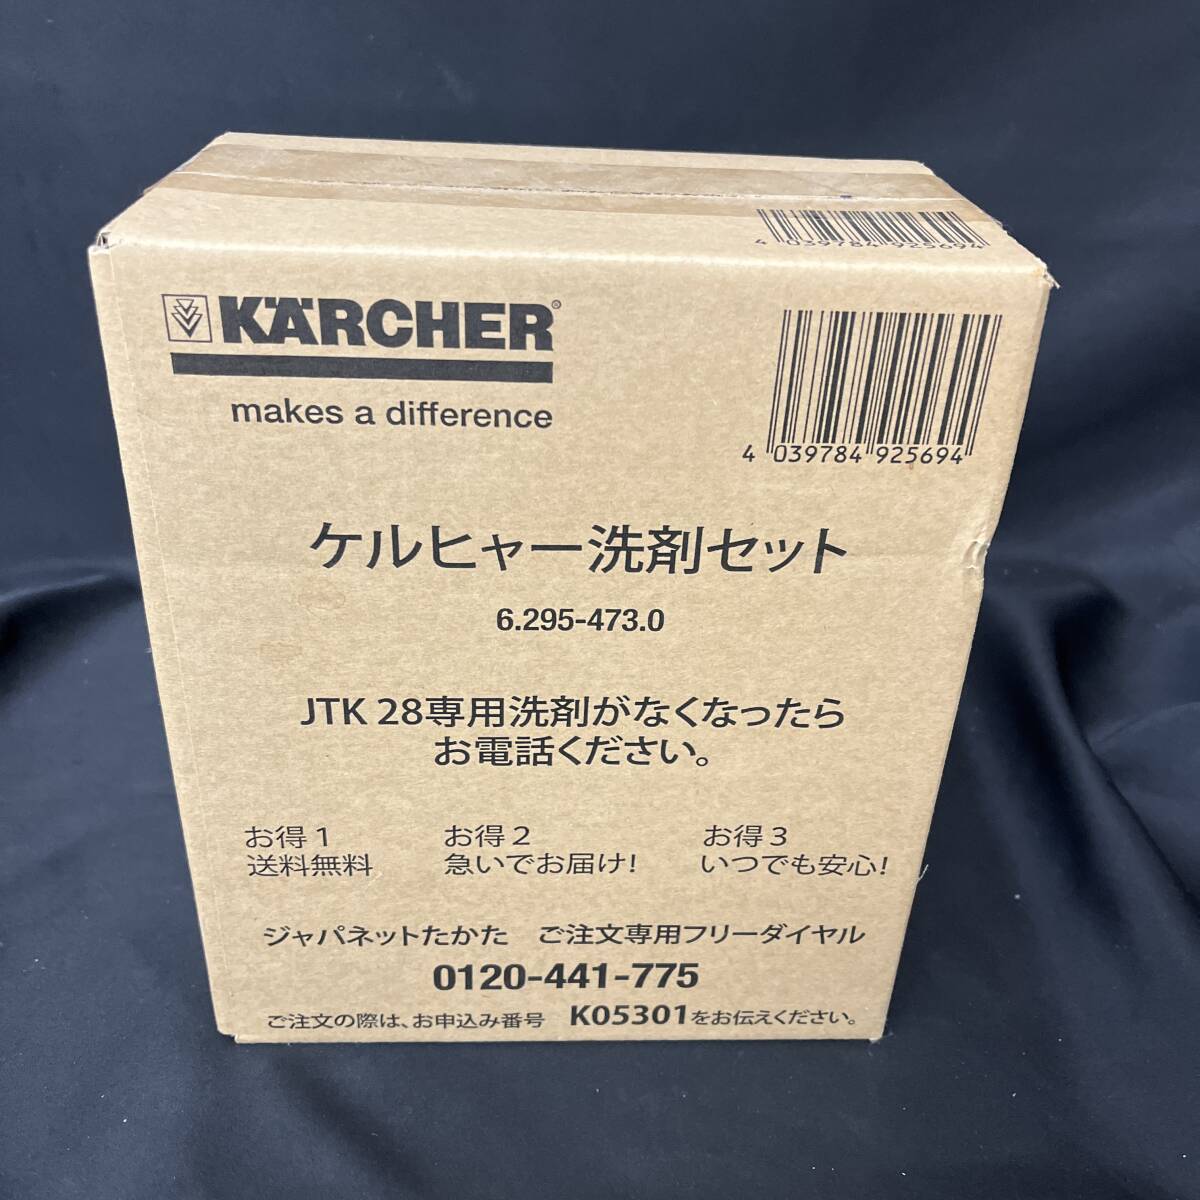 4 039784 925694
KÄRCHER®
makes a difference
4 039784 925694
ケルヒャー洗剤セット
6.295-473.0
JTK 28専用洗剤がなくなったら
お電話ください。
お得1
送料無料
お得2
急いでお届け!
お得3
いつでも安心!
ジャパネットたかた ご注文専用フリーダイヤル
0120-441-775
ご注文の際は、お申込み番号 K05301をお伝えください。